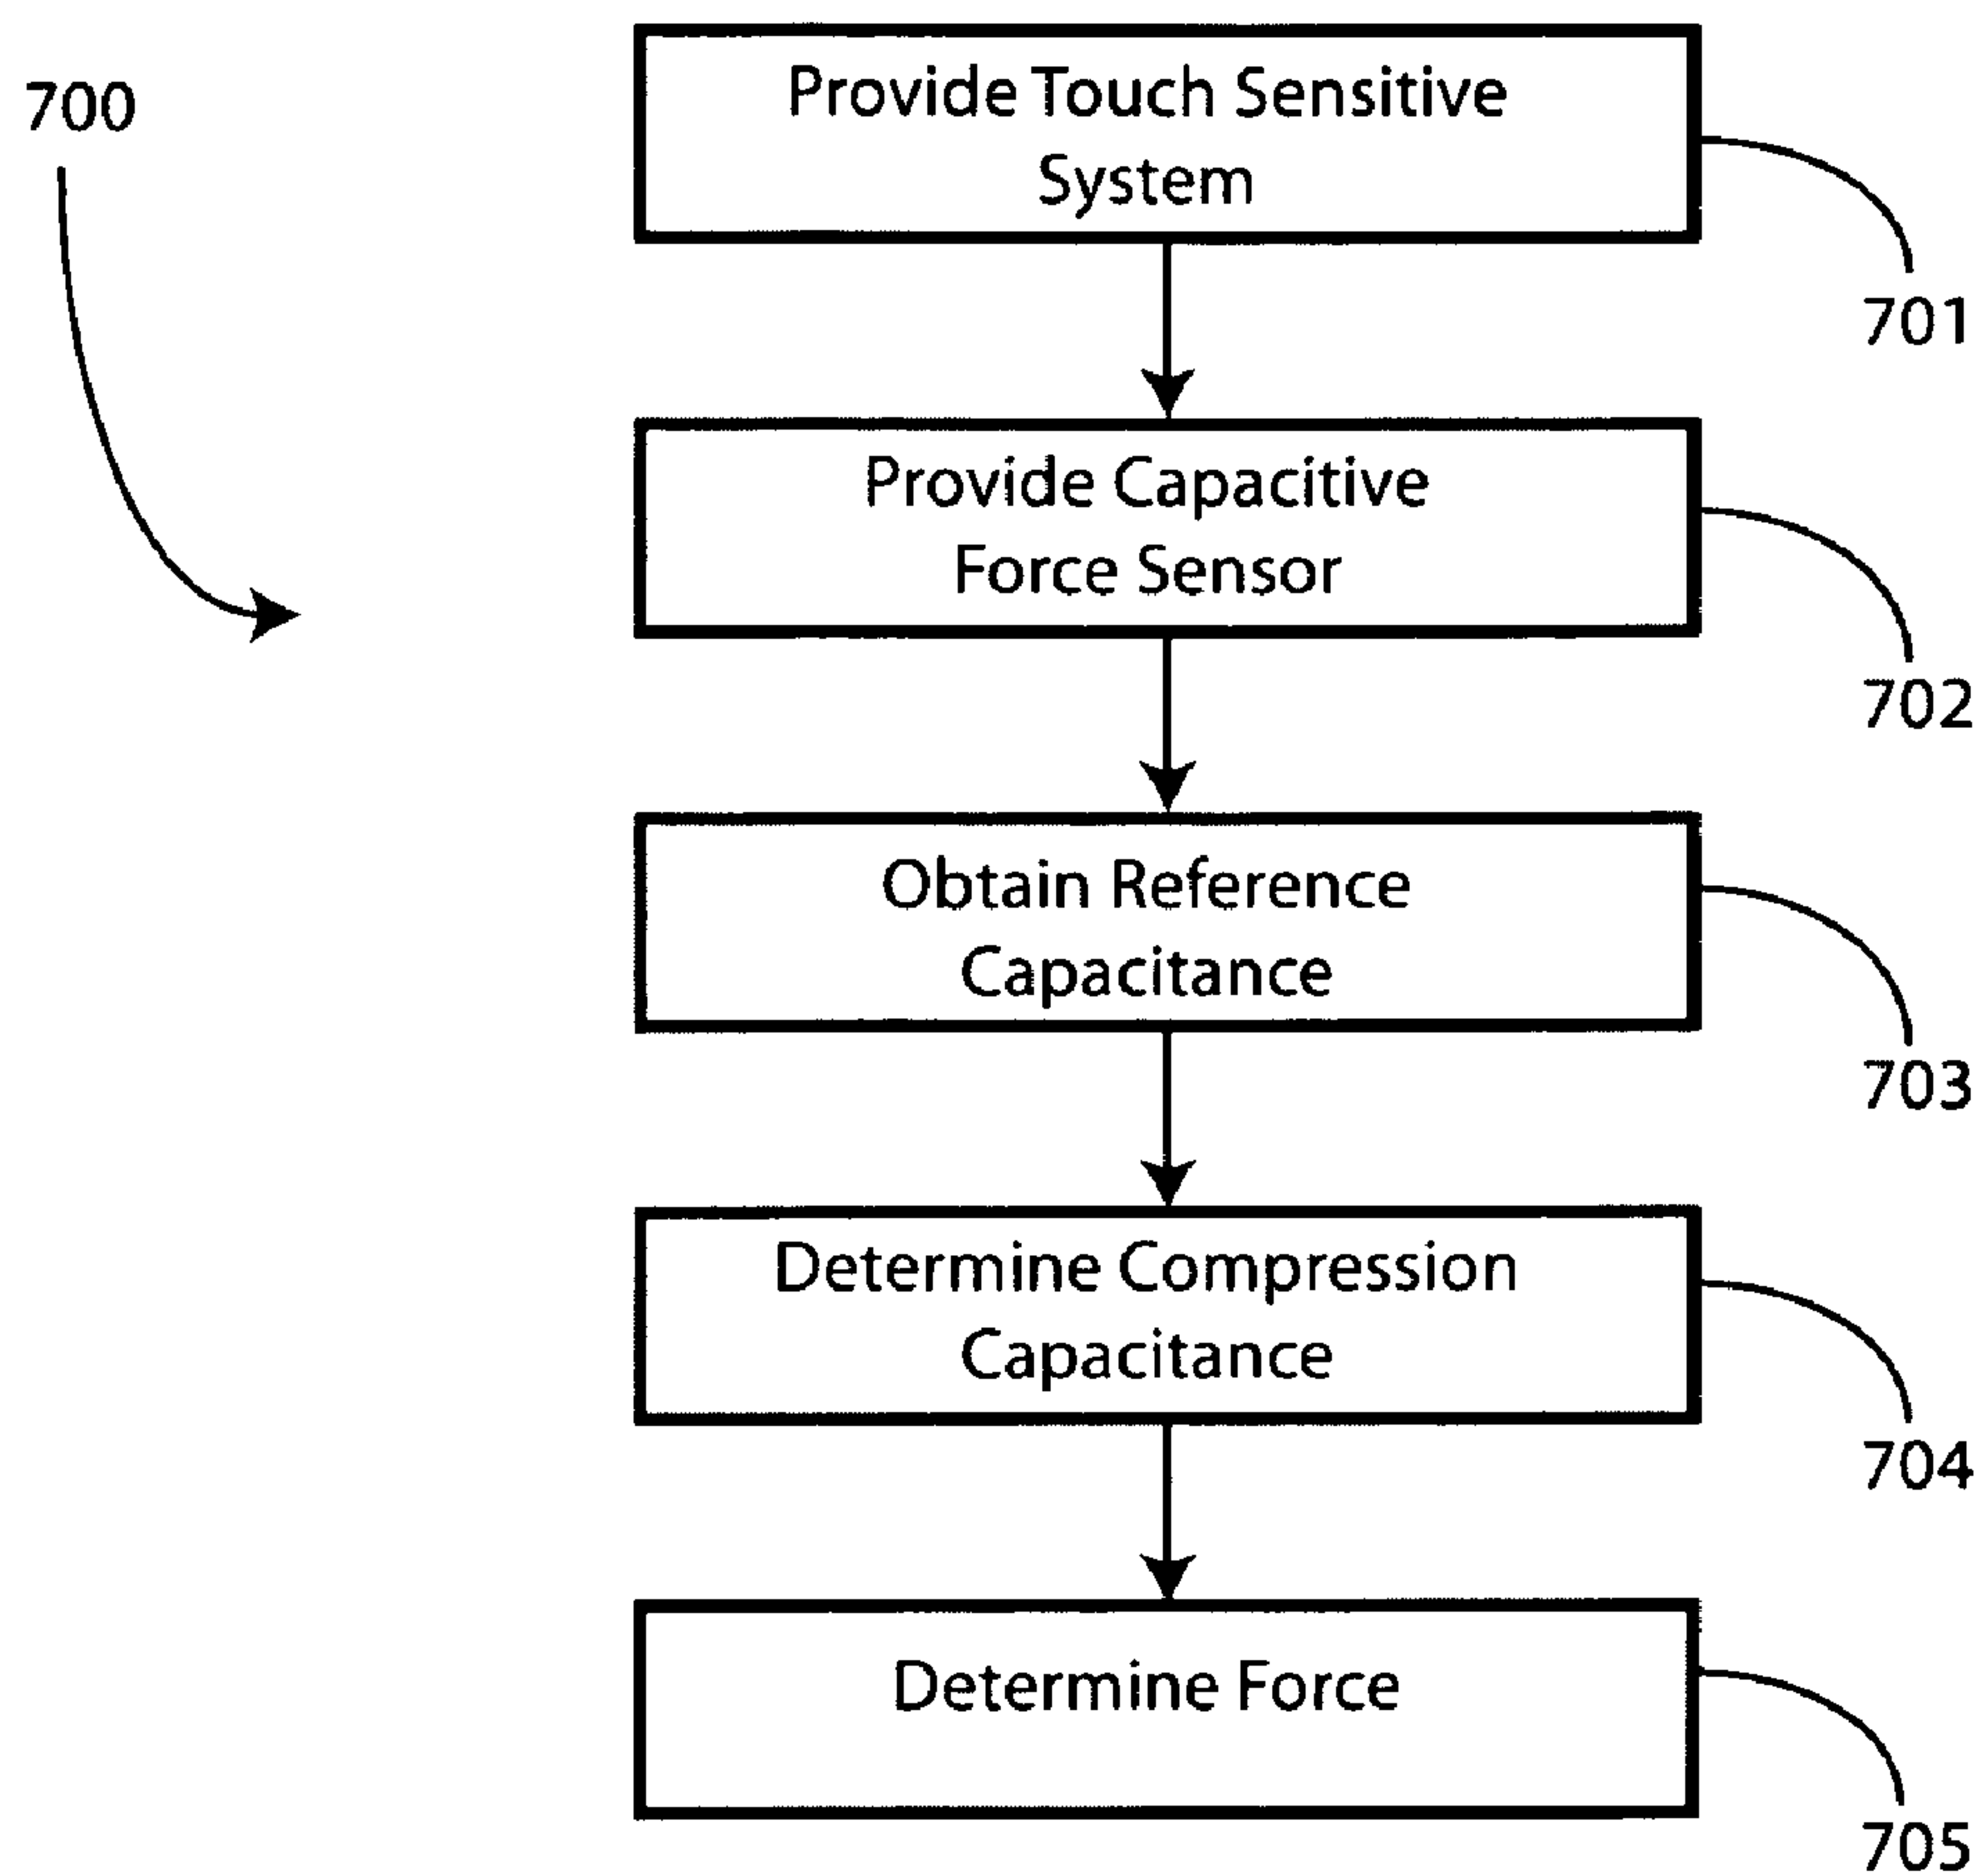 700
Provide Touch Sensitive
System
701
Provide Capacitive
Force Sensor
702
Obtain Reference
Capacitance
703
Determine Compression
Capacitance
704
Determine Force
705